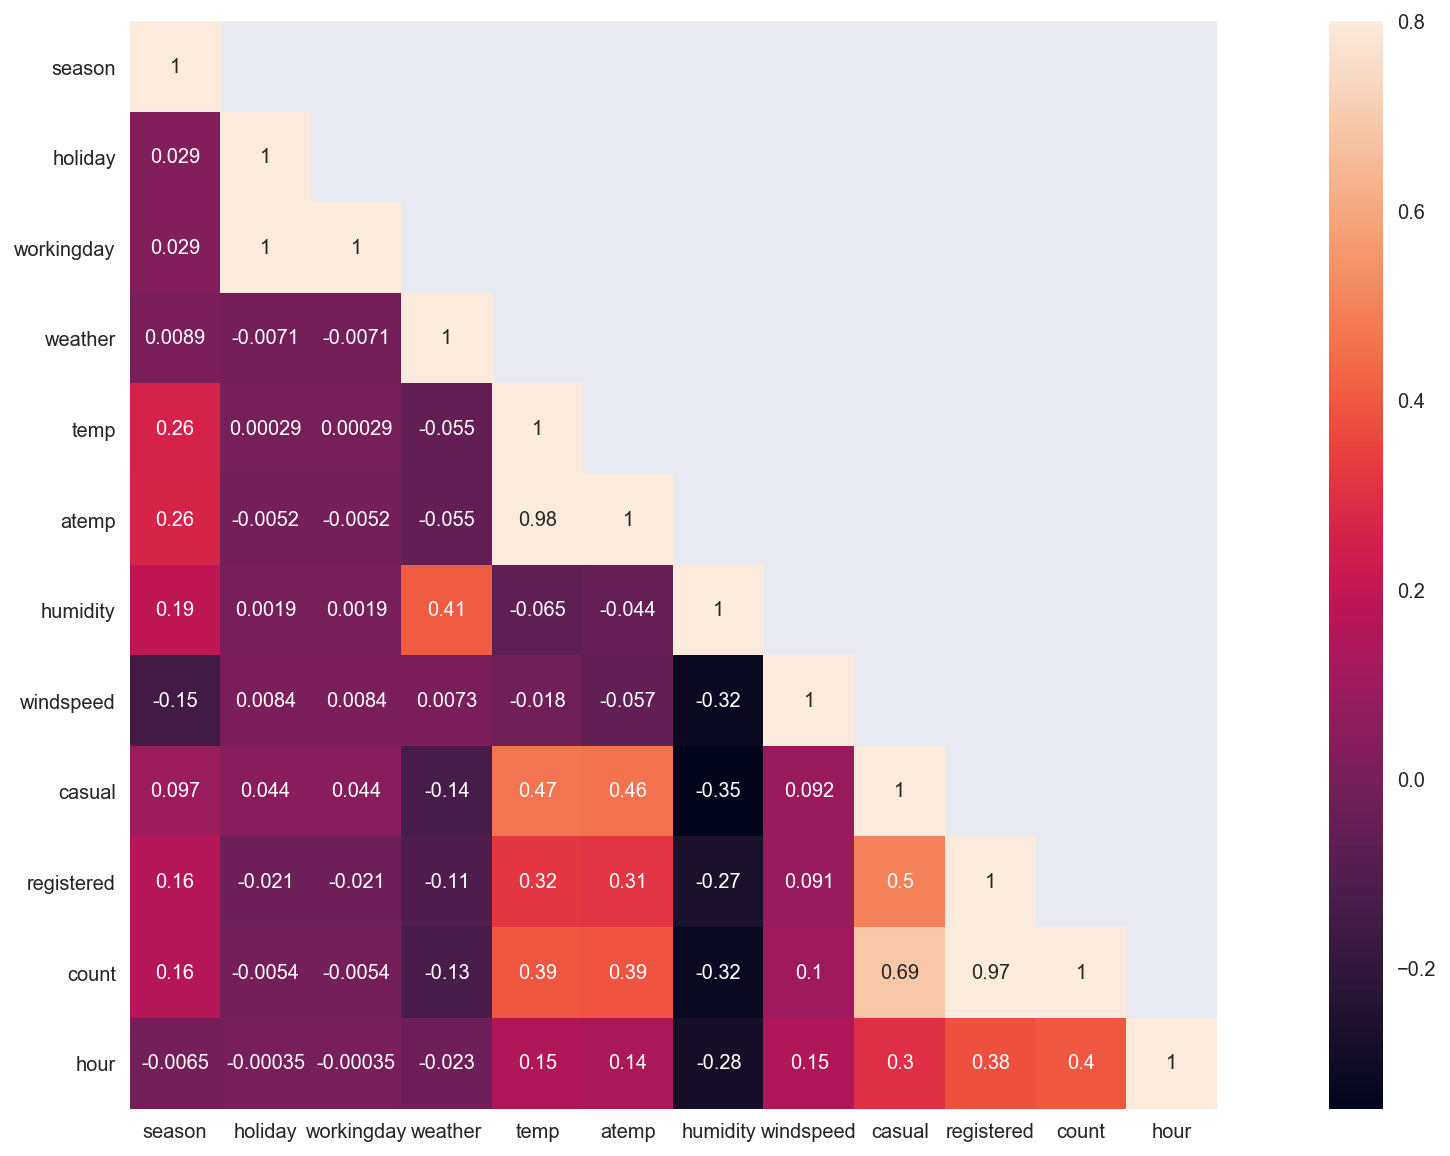 season 1
holiday 0.029 1
workingday 0.029 1 1
weather 0.0089 -0.0071 -0.0071 1
temp 0.26 0.00029 0.00029 -0.055 1
atemp 0.26 -0.0052 -0.0052 -0.055 0.98 1
humidity 0.19 0.0019 0.0019 0.41 -0.065 -0.044 1
windspeed -0.15 0.0084 0.0084 0.0073 -0.018 -0.057 -0.32 1
casual 0.097 0.044 0.044 -0.14 0.47 0.46 -0.35 0.092 1
registered 0.16 -0.021 -0.021 -0.11 0.32 0.31 -0.27 0.091 0.5 1
count 0.16 -0.0054 -0.0054 -0.13 0.39 0.39 -0.32 0.1 0.69 0.97 1
hour -0.0065 -0.00035 -0.00035 -0.023 0.15 0.14 -0.28 0.15 0.3 0.38 0.4 1
season holiday workingday weather temp atemp humidity windspeed casual registered count hour
0.8
0.6
0.4
0.2
0.0
−0.2